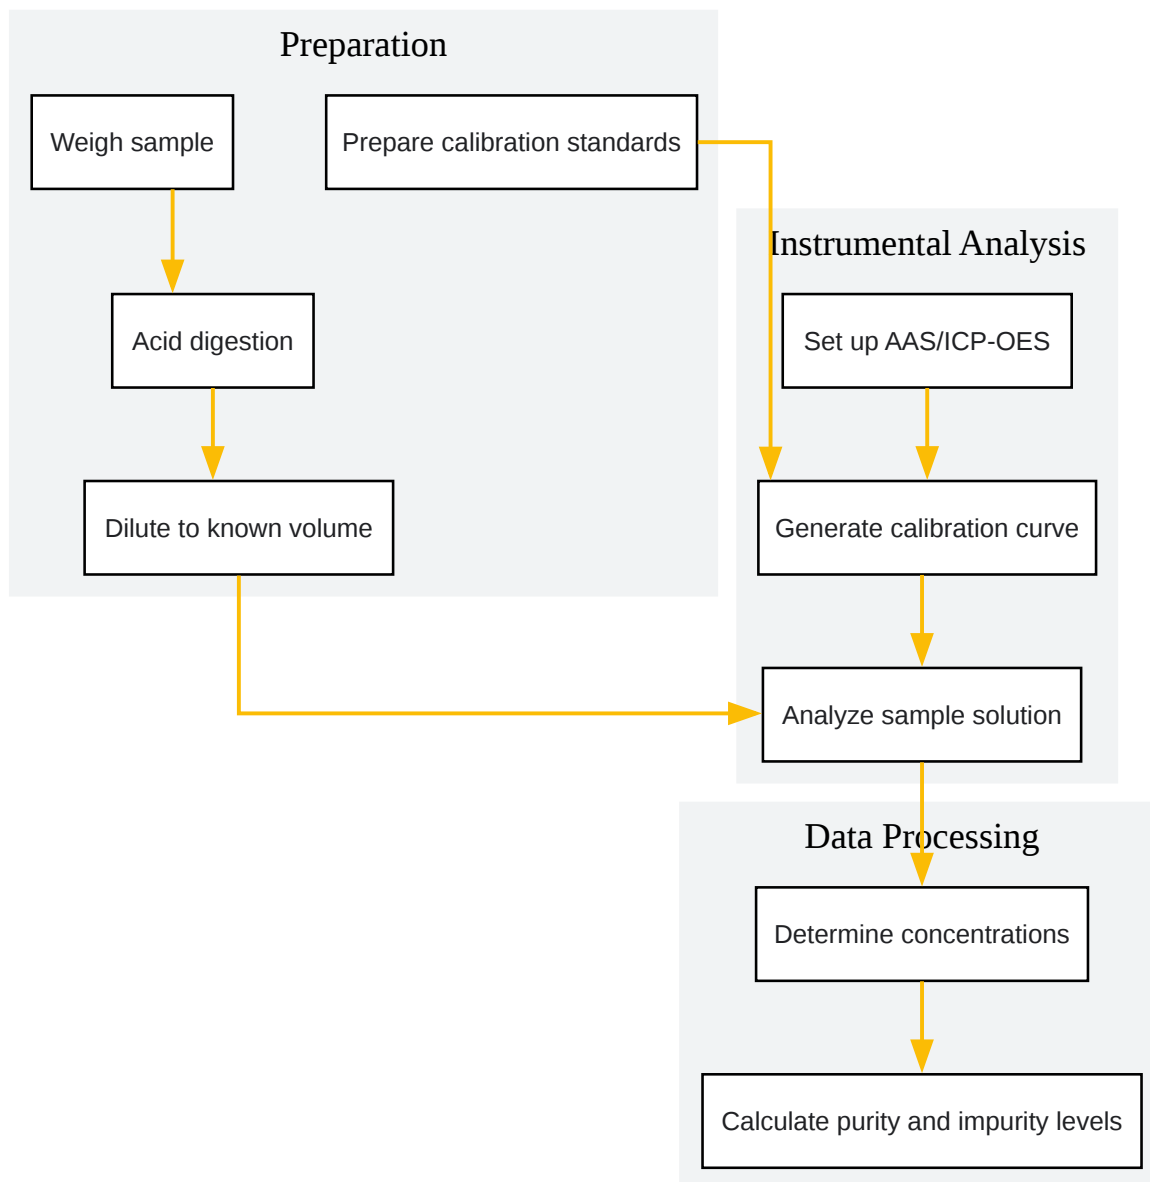 Preparation
Weigh sample
Prepare calibration standards
Acid digestion
Dilute to known volume
Instrumental Analysis
Set up AAS/ICP-OES
Generate calibration curve
Analyze sample solution
Data Processing
Determine concentrations
Calculate purity and impurity levels